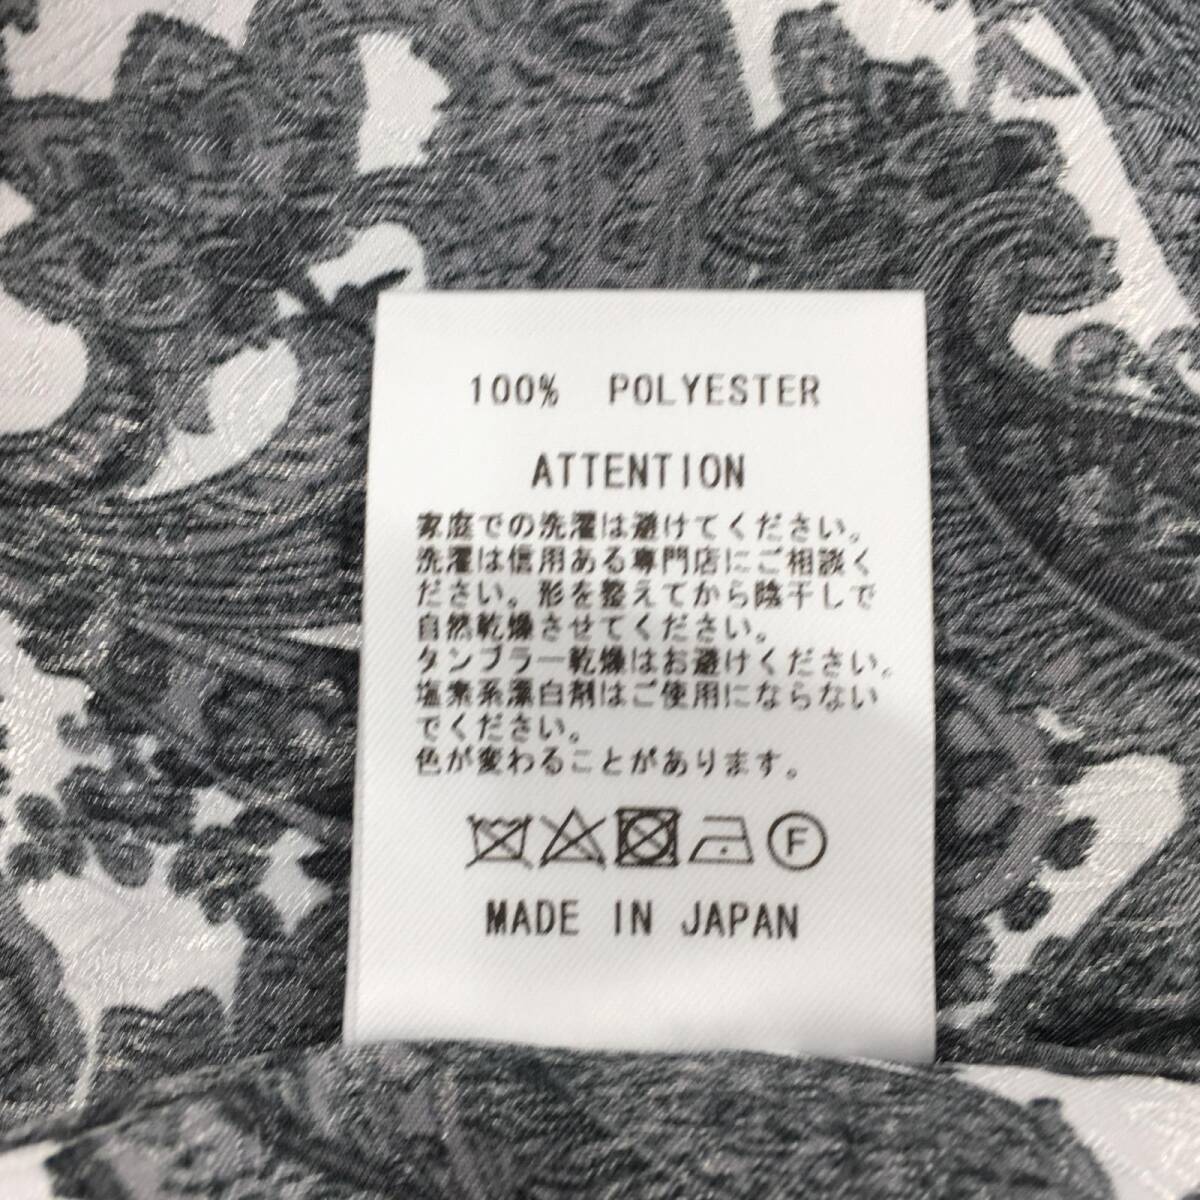 100% POLYESTER
ATTENTION
家庭での洗濯は避けてください。
洗濯は信用ある専門店にご相談く
ださい。形を整えてから陰干しで
自然乾燥させてください。
タンブラー乾燥はお避けください。
塩素系漂白剤はご使用にならない
でください。
色が変わることがあります。
F
MADE IN JAPAN